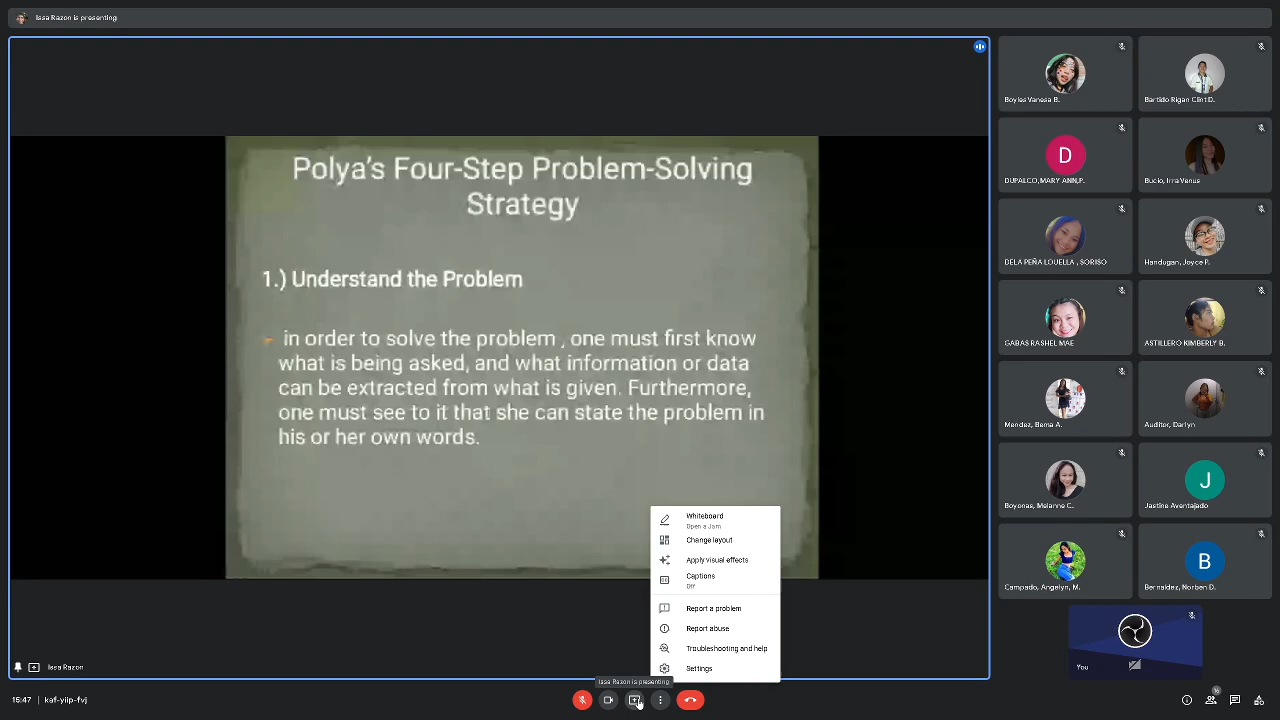 Issa Razon is presenting
Polya's Four-Step Problem-Solving
Strategy
1.) Understand the Problem
in order to solve the problem , one must first know
what is being asked, and what information or data
can be extracted from what is given. Furthermore,
one must see to it that she can state the problem in
his or her own words.
Boyles Vanesa B.
Bartido Rigan Clint D.
D
DUPALCO,MARY ANN,P.
Bucio, Irra Venus
DELA PEÑA LOUELLA , SORIBO
Handugan, Joyce P.
GABAS RASHEL MAE
ASTILLERO KIMBERLY B.
Mendez, Berna A.
Auditor, Darlyn
Boyonas, Melanne C.
J
Jastine Aventajado
Campado, Angelyn, M.
B
Bernaldez, Norben D.
You
Whiteboard
Open a Jam
Change layout
Apply visual effects
Captions
Off
Report a problem
Report abuse
Troubleshooting and help
Settings
Issa Razon
Issa Razon is presenting
15:47 | kaf-yiip-fvj
16